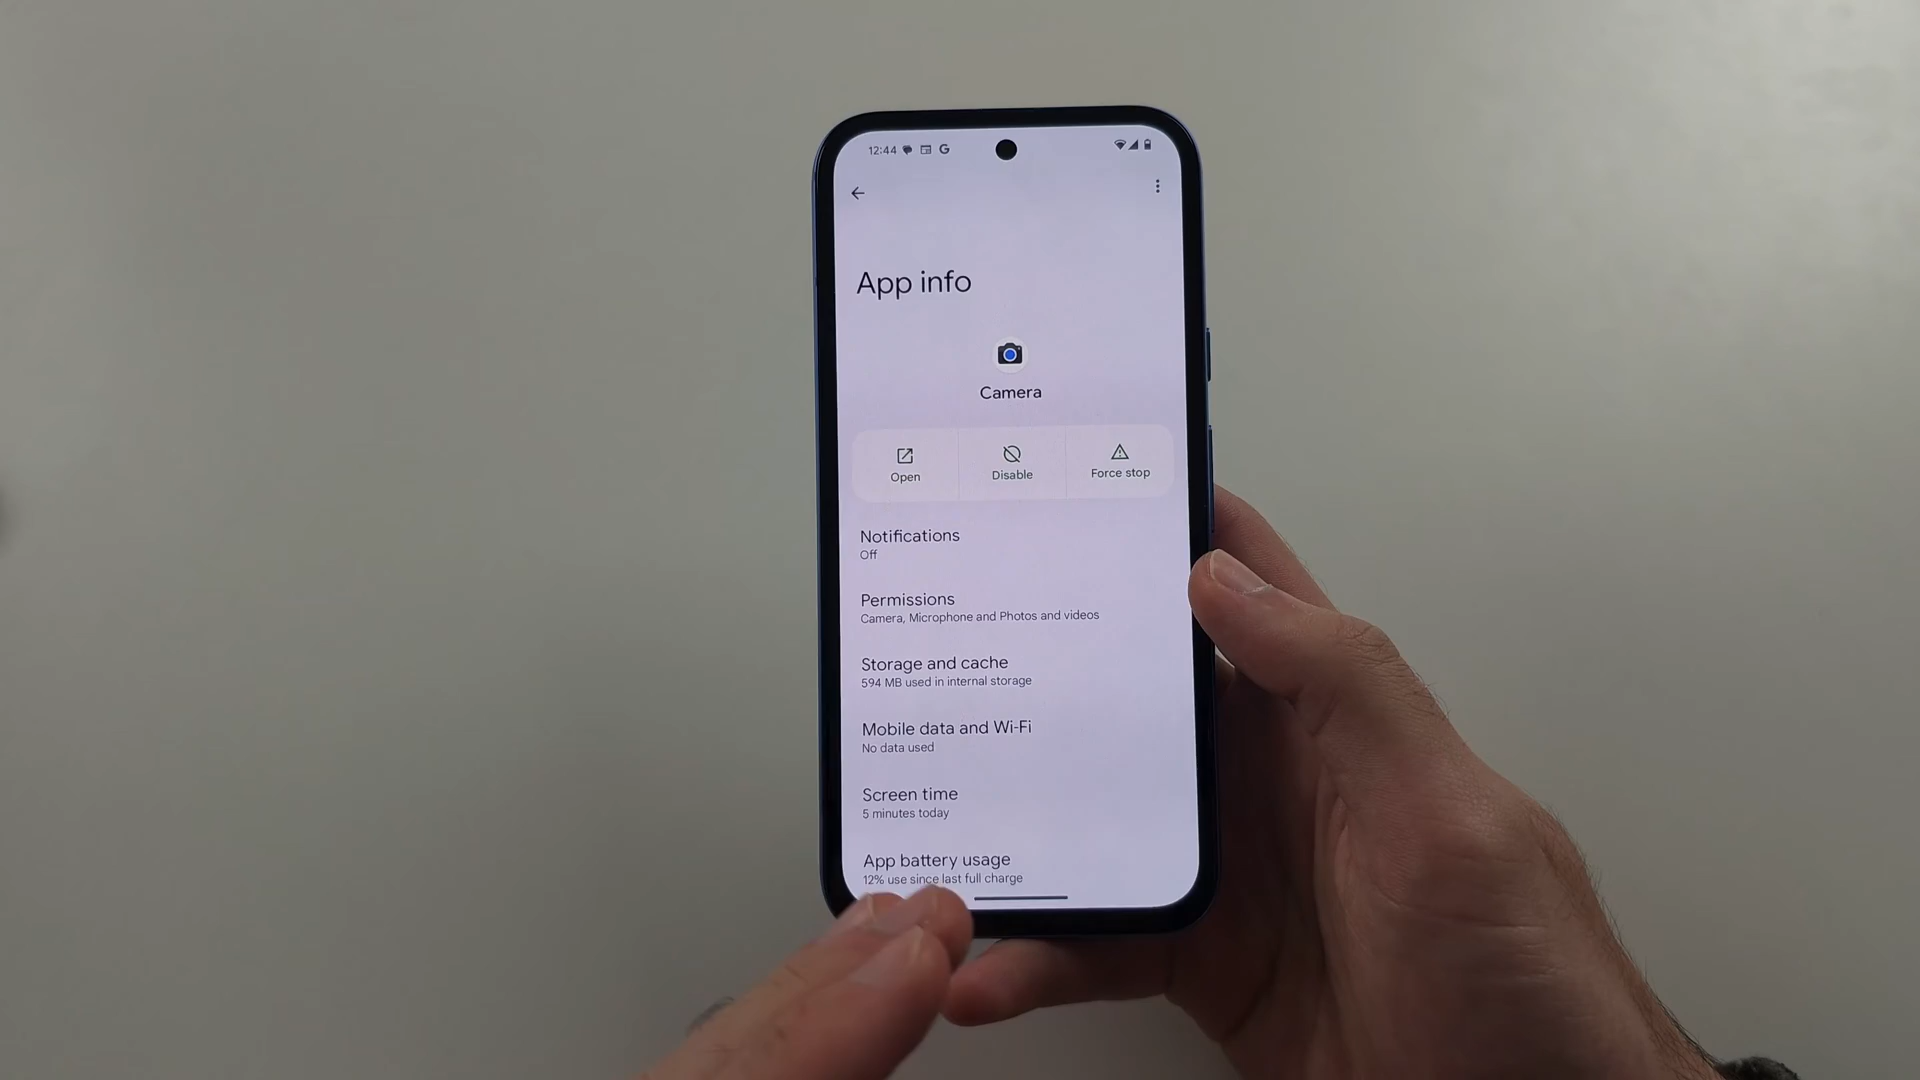 12:44 G
App info
Camera
Open Disable Force stop
Notifications
Off
Permissions
Camera, Microphone and Photos and videos
Storage and cache
594 MB used in internal storage
Mobile data and Wi-Fi
No data used
Screen time
5 minutes today
App battery usage
12% use since last full charge